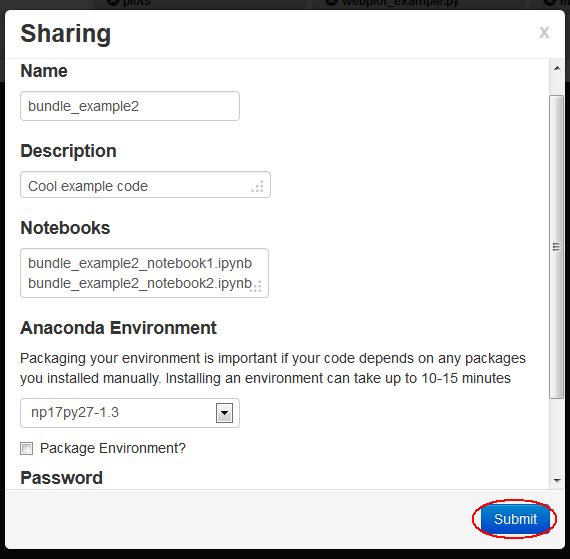 plots
webplot_example.py
Sharing
x
Name
bundle_example2
Description
Cool example code
Notebooks
bundle_example2_notebook1.ipynb
bundle_example2_notebook2.ipynb
Anaconda Environment
Packaging your environment is important if your code depends on any packages
you installed manually. Installing an environment can take up to 10-15 minutes
np17py27-1.3
Package Environment?
Password
Submit